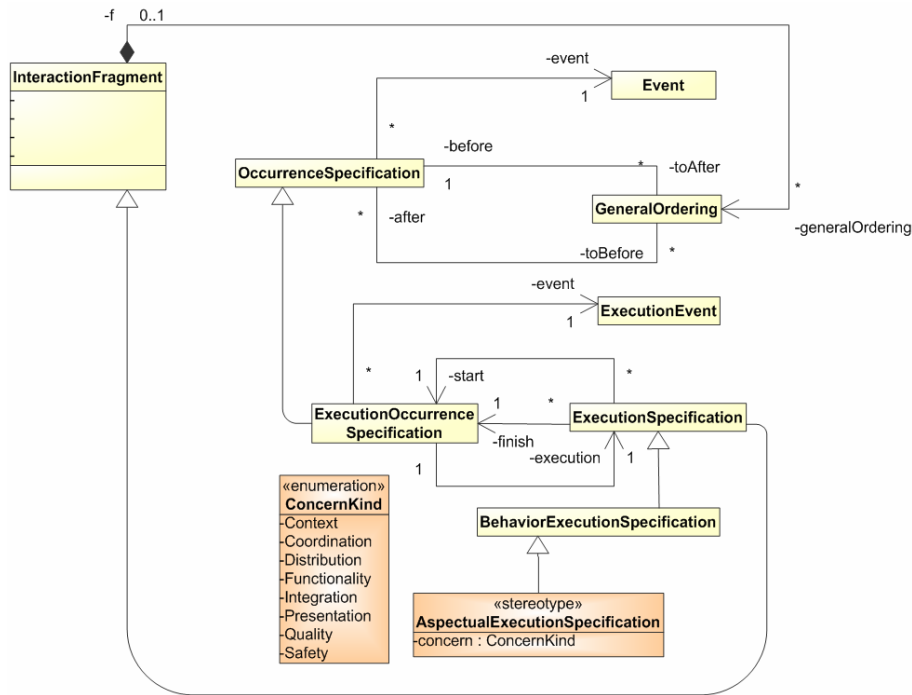 -f 0..1
InteractionFragment
-event
1
Event
*
-before
OccurrenceSpecification
1
*
-toAfter
*
GeneralOrdering
-generalOrdering
*
-after
-toBefore
*
-event
1
ExecutionEvent
*
1
-start
*
1
*
ExecutionOccurrence
Specification
ExecutionSpecification
-finish
-execution
1
1
«enumeration»
ConcernKind
-Context
-Coordination
-Distribution
-Functionality
-Integration
-Presentation
-Quality
-Safety
BehaviorExecutionSpecification
«stereotype»
AspectualExecutionSpecification
-concern : ConcernKind